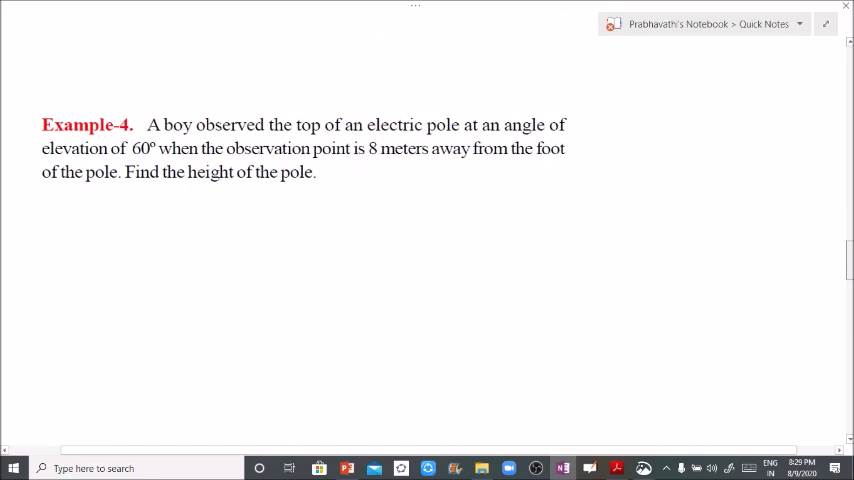 Prabhavathi's Notebook > Quick Notes
Example-4. A boy observed the top of an electric pole at an angle of
elevation of 60° when the observation point is 8 meters away from the foot
of the pole. Find the height of the pole.
Type here to search
ENG
IN
8:29 PM
8/9/2020